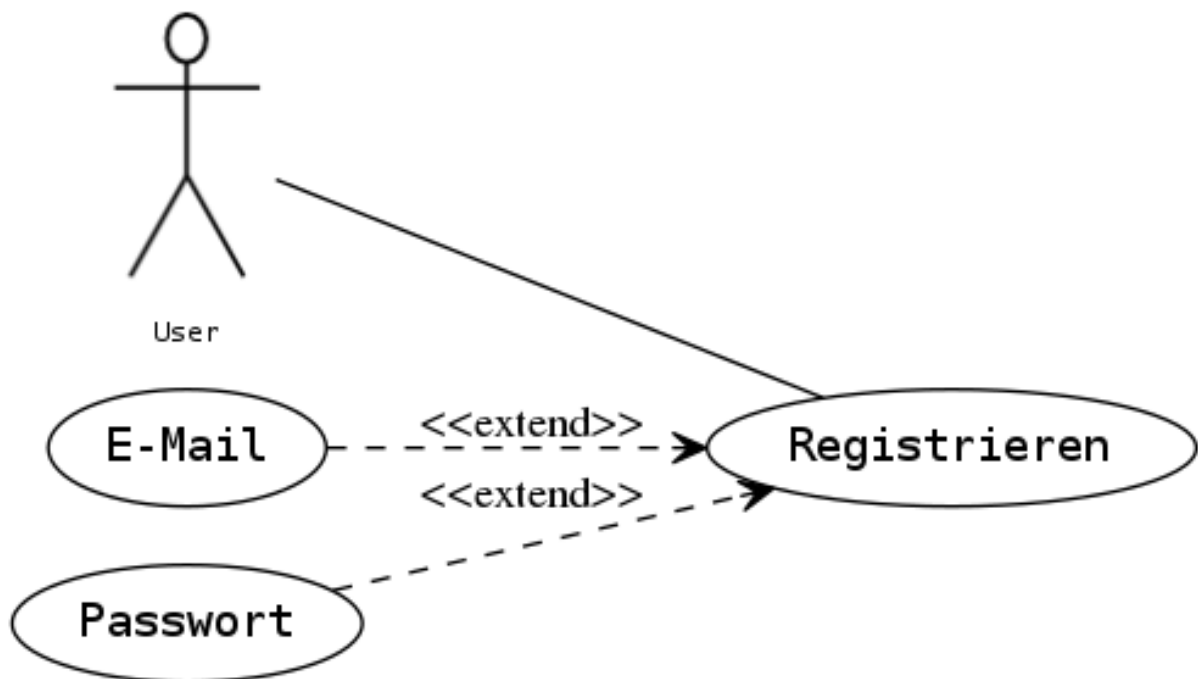 User
<<extend>>
E-Mail
Registrieren
<<extend>>
Passwort